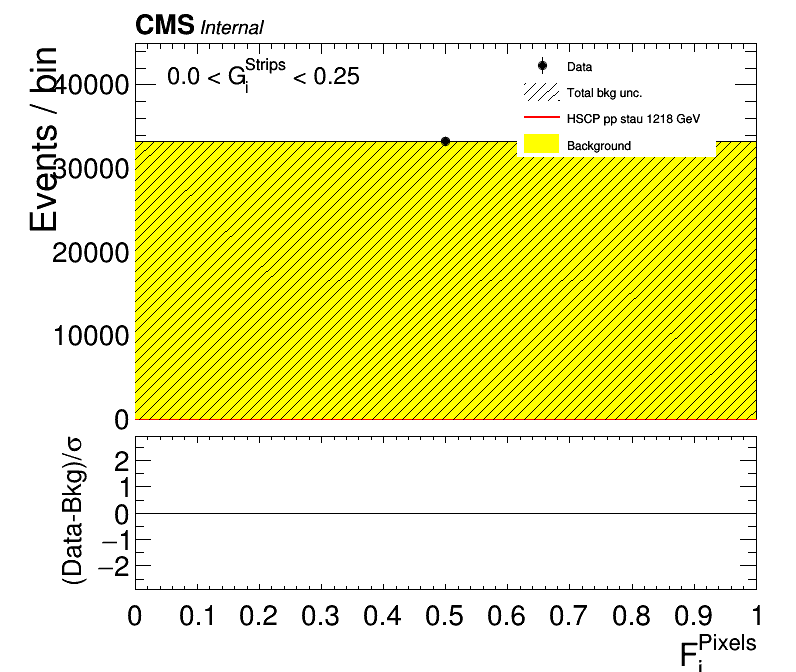 CMS Internal
0.0 < G_i^Strips < 0.25
Data
Total bkg unc.
HSCP pp stau 1218 GeV
Background
Events / bin
40000
30000
20000
10000
0
(Data-Bkg)/σ
2
1
0
−1
−2
0 0.1 0.2 0.3 0.4 0.5 0.6 0.7 0.8 0.9 1
F_i^Pixels